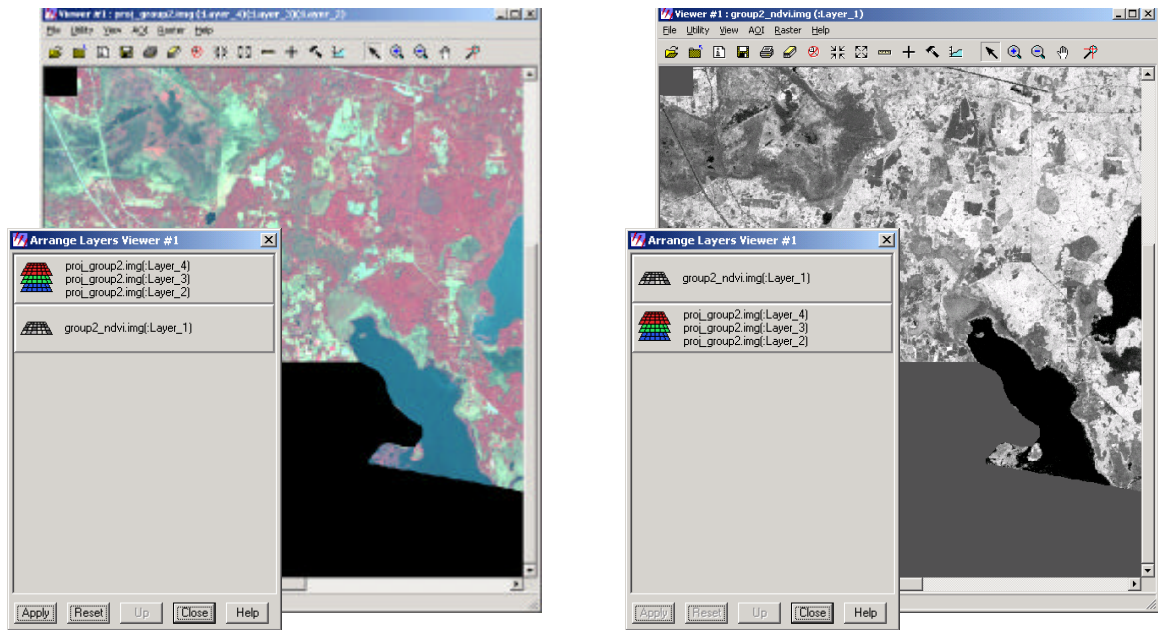 Viewer #1 : proj_group2.img (:Layer_4)(:Layer_3)(:Layer_2)
File Utility View AOI Raster Help
Arrange Layers Viewer #1
proj_group2.img(:Layer_4)
proj_group2.img(:Layer_3)
proj_group2.img(:Layer_2)
group2_ndvi.img(:Layer_1)
Apply Reset Up Close Help
Viewer #1 : group2_ndvi.img (:Layer_1)
File Utility View AOI Raster Help
Arrange Layers Viewer #1
group2_ndvi.img(:Layer_1)
proj_group2.img(:Layer_4)
proj_group2.img(:Layer_3)
proj_group2.img(:Layer_2)
Apply Reset Up Close Help